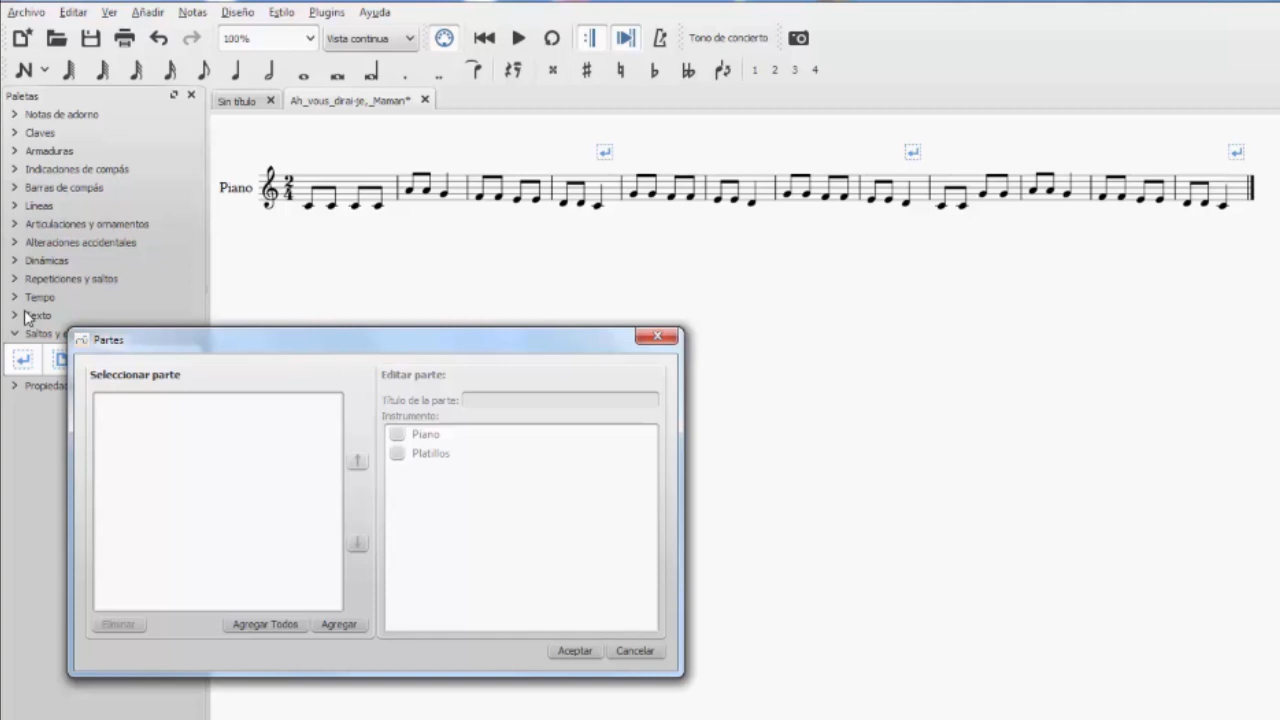 Archivo Editar Ver Añadir Notas Diseño Estilo Plugins Ayuda
100% Vista continua Tono de concierto
1 2 3 4
Paletas
Sin título Ah_vous_dirai-je,_Maman*
Notas de adorno
Claves
Armaduras
Indicaciones de compás
Barras de compás
Líneas
Articulaciones y ornamentos
Alteraciones accidentales
Dinámicas
Repeticiones y saltos
Tempo
Texto
Saltos y
Piano
Partes
Seleccionar parte
Editar parte:
Título de la parte:
Instrumento:
Piano
Platillos
Eliminar Agregar Todos Agregar
Aceptar Cancelar